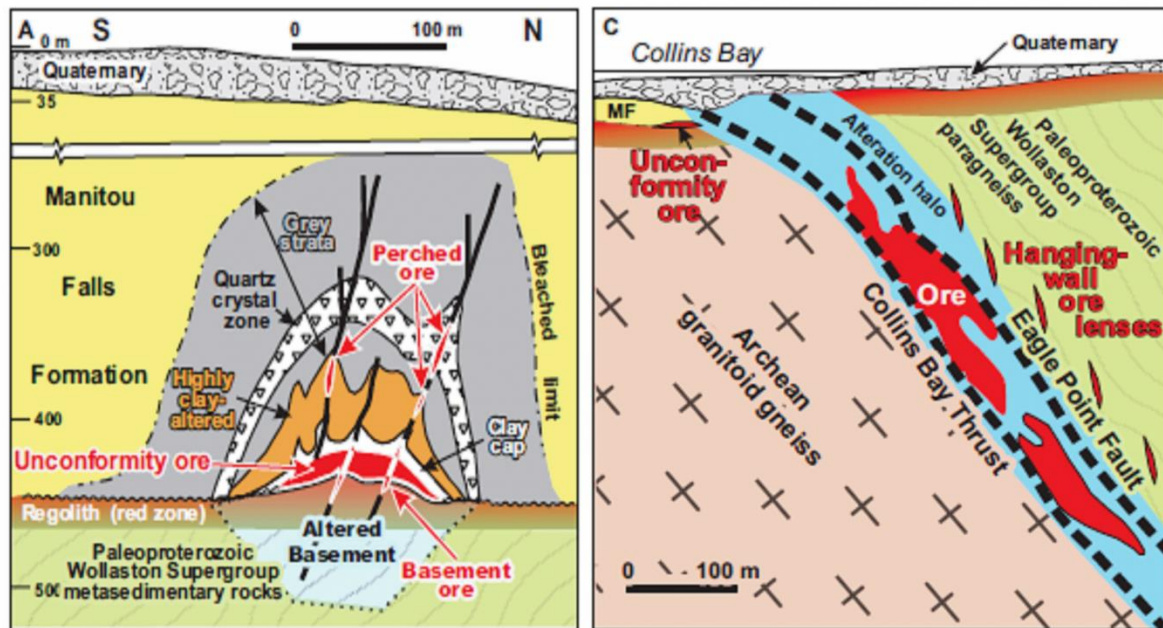 A
S
0
100 m
N
0 m
Quaternary
35
Manitou
300
Falls
Formation
400
500
Grey
strata
Quartz
crystal
zone
Perched
ore
Bleached
limit
Highly
clay-
altered
Clay
cap
Unconformity ore
Regolith (red zone)
Altered
Basement
Paleoproterozoic
Wollaston Supergroup
metasedimentary rocks
Basement
ore
C
Collins Bay
Quaternary
MF
Uncon-
formity
ore
Alteration halo
Paleoproterozoic
Wollaston
Supergroup
paragneiss
Hanging-
wall
ore
lenses
Ore
Eagle Point Fault
Collins Bay Thrust
Archean
granitoid gneiss
0
100 m